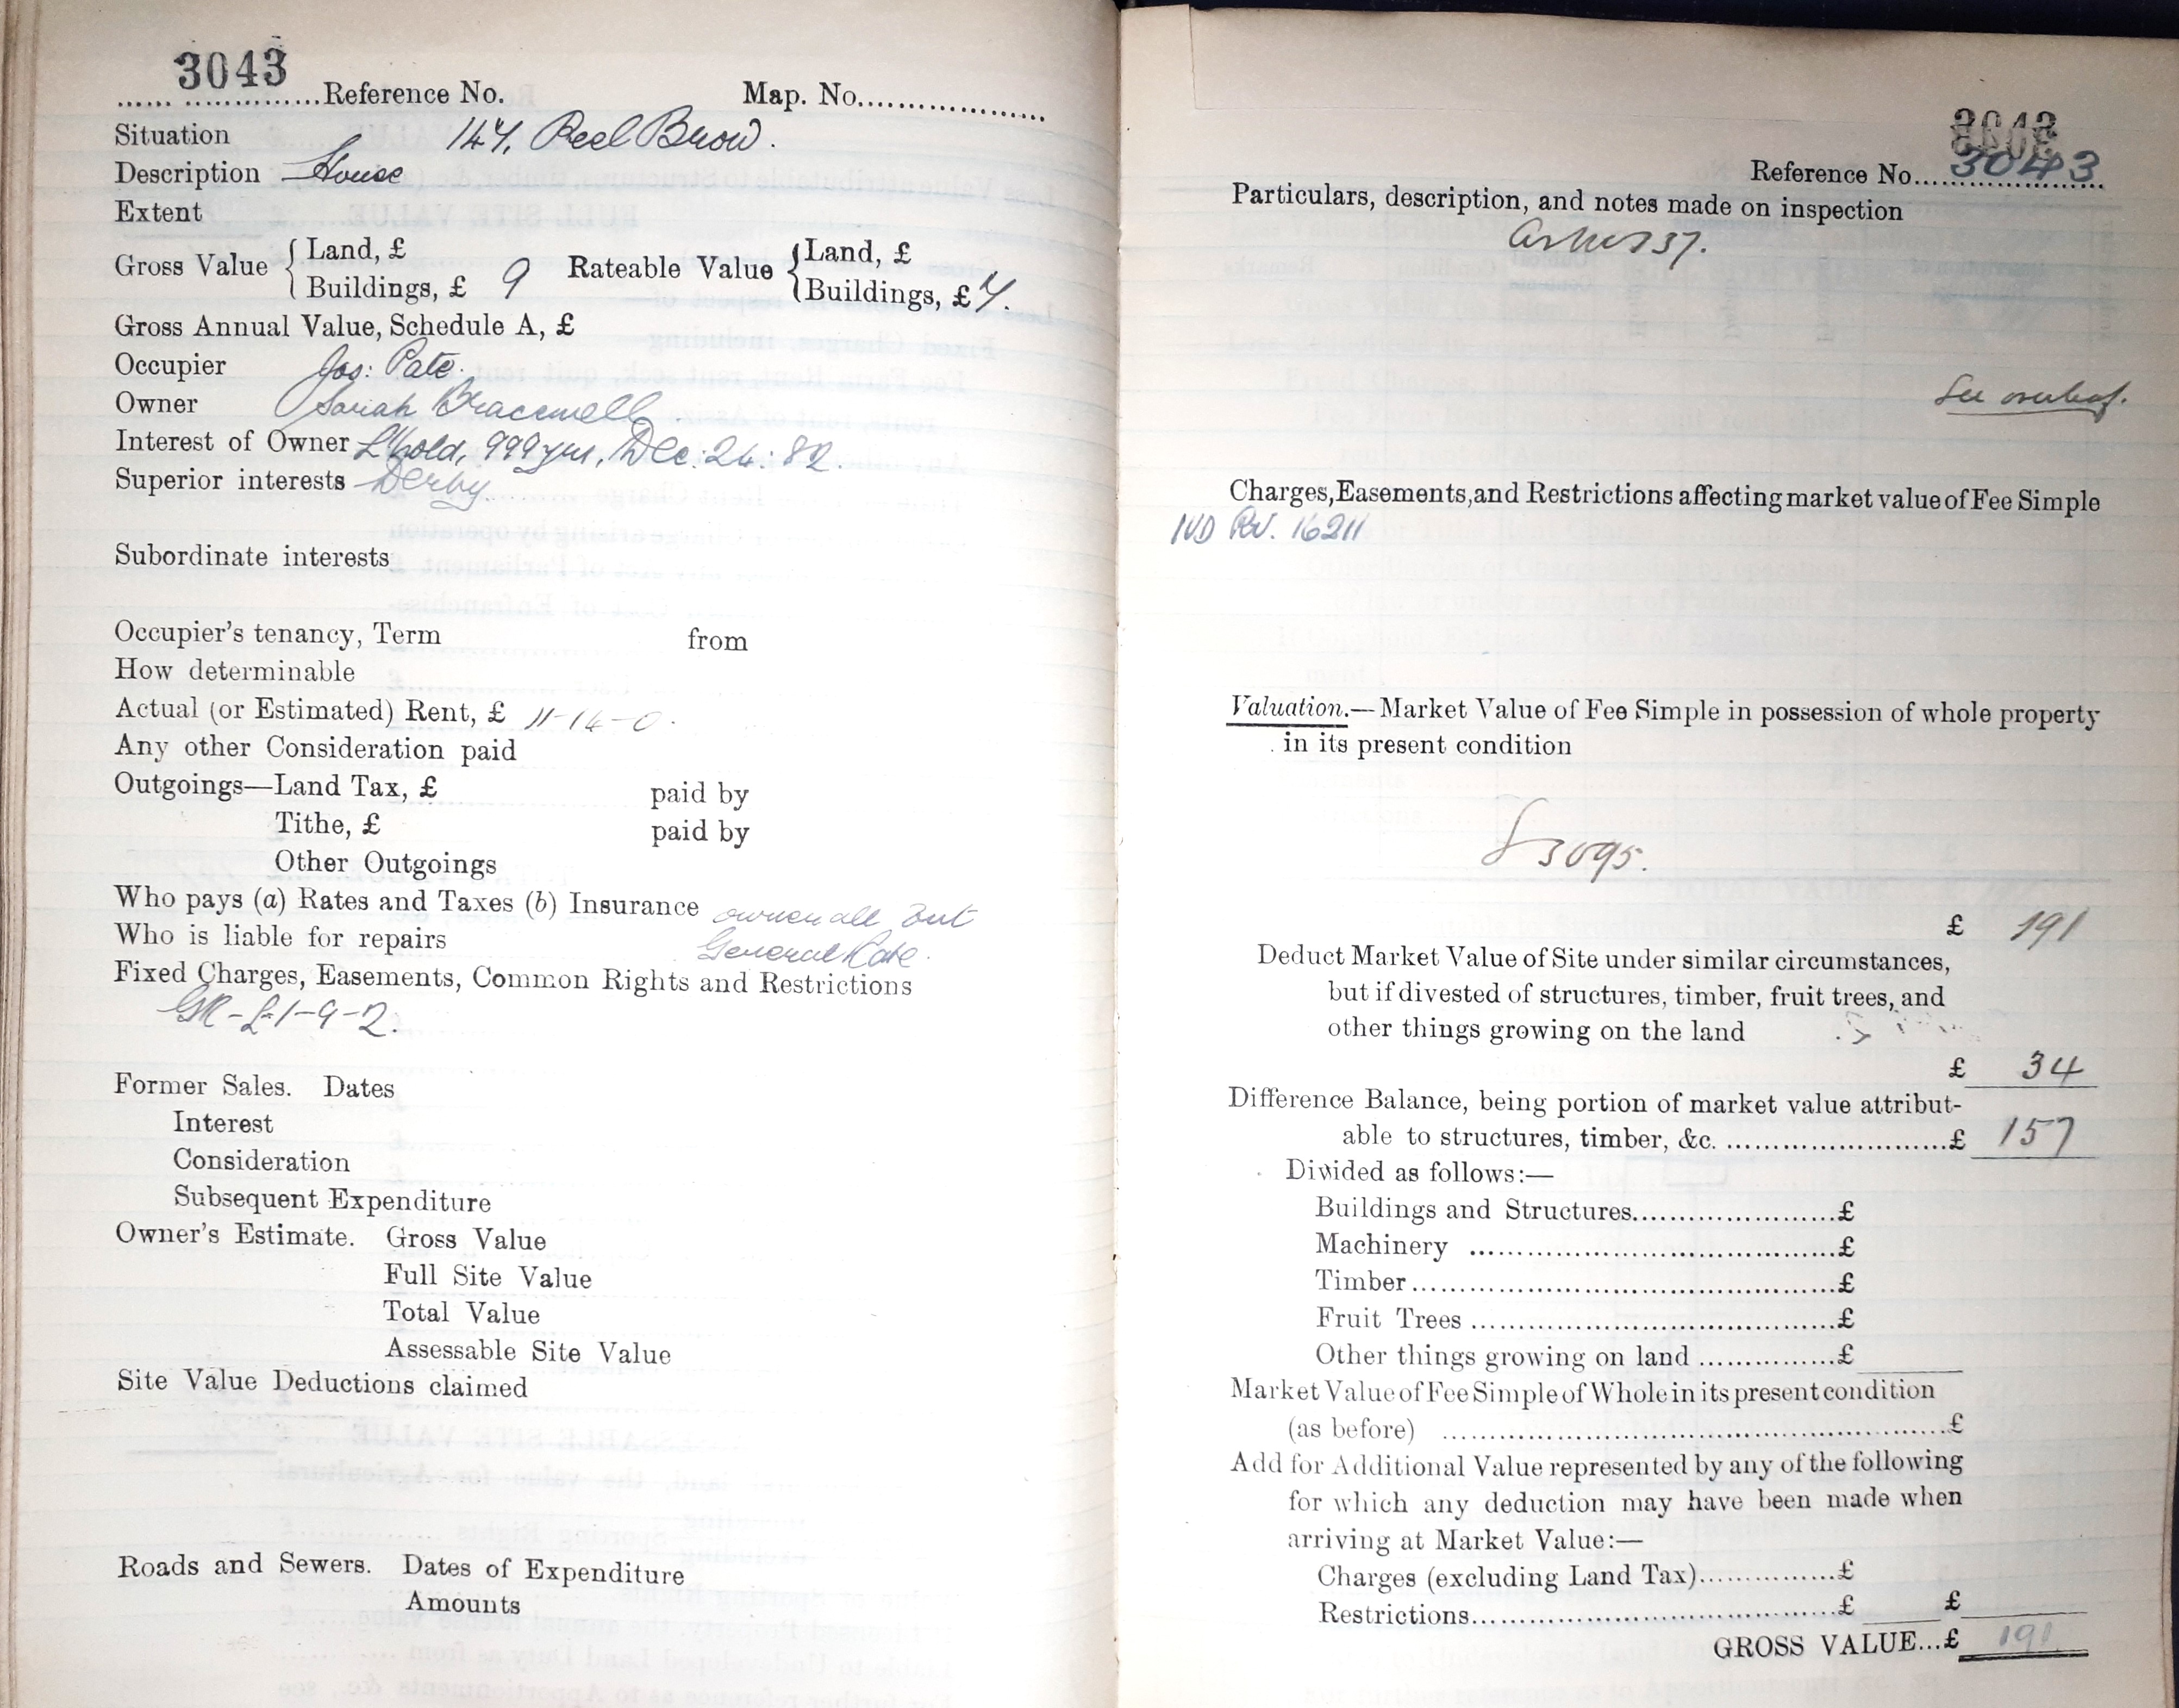 3043
Reference No. Map. No.
Situation 147, Peel Brow.
Description House
Extent
Gross Value { Land, £ Rateable Value { Land, £
Buildings, £ 9 Buildings, £ 7.
Gross Annual Value, Schedule A, £
Occupier Jas: Pate.
Owner Sarah Bracewell
Interest of Owner L'hold, 999 yrs, Dec: 24: 82.
Superior interests Derby
Subordinate interests
Occupier's tenancy, Term from
How determinable
Actual (or Estimated) Rent, £ 11-14-0.
Any other Consideration paid
Outgoings—Land Tax, £ paid by
Tithe, £ paid by
Other Outgoings
Who pays (a) Rates and Taxes (b) Insurance owner all but
Who is liable for repairs General Rate.
Fixed Charges, Easements, Common Rights and Restrictions
GR - £1-9-2.
Former Sales. Dates
Interest
Consideration
Subsequent Expenditure
Owner's Estimate. Gross Value
Full Site Value
Total Value
Assessable Site Value
Site Value Deductions claimed
Roads and Sewers. Dates of Expenditure
Amounts
3043
Reference No. 3043
Particulars, description, and notes made on inspection
37.
See overleaf.
Charges, Easements, and Restrictions affecting market value of Fee Simple
16211
Valuation.—Market Value of Fee Simple in possession of whole property
in its present condition
3095.
£ 191
Deduct Market Value of Site under similar circumstances,
but if divested of structures, timber, fruit trees, and
other things growing on the land
£ 34
Difference Balance, being portion of market value attribut-
able to structures, timber, &c. £ 157
Divided as follows:—
Buildings and Structures £
Machinery £
Timber £
Fruit Trees £
Other things growing on land £
Market Value of Fee Simple of Whole in its present condition
(as before) £
Add for Additional Value represented by any of the following
for which any deduction may have been made when
arriving at Market Value:—
Charges (excluding Land Tax) £
Restrictions £ £
GROSS VALUE...£ 191